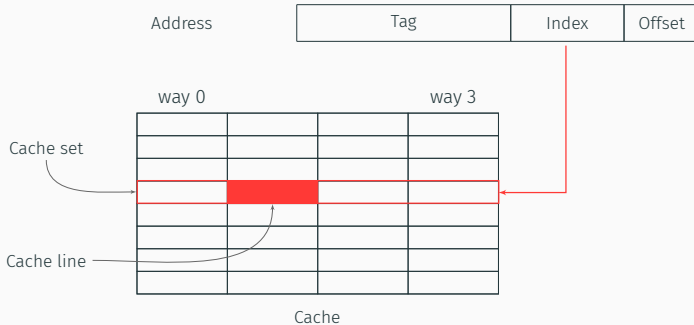 Address
Tag
Index
Offset
way 0
way 3
Cache set
Cache line
Cache